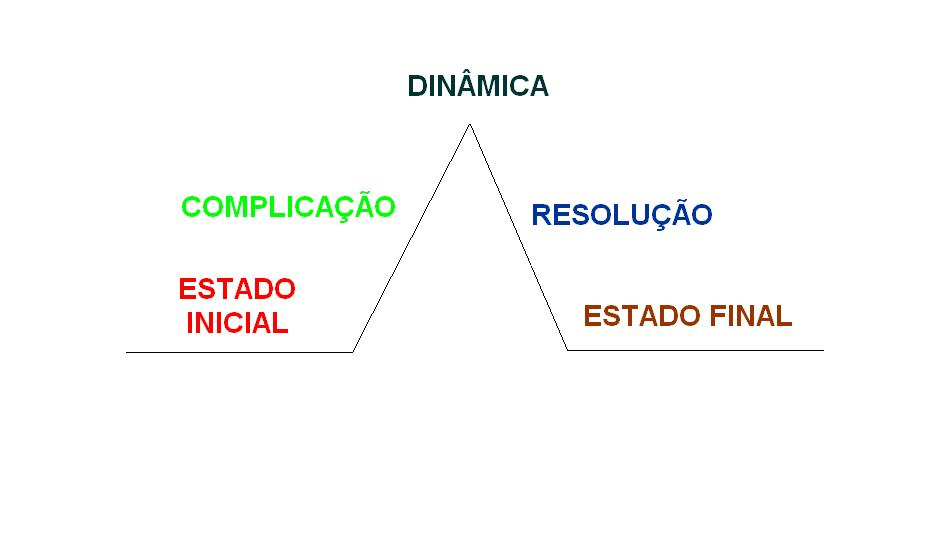 DINÂMICA
COMPLICAÇÃO
RESOLUÇÃO
ESTADO
INICIAL
ESTADO FINAL